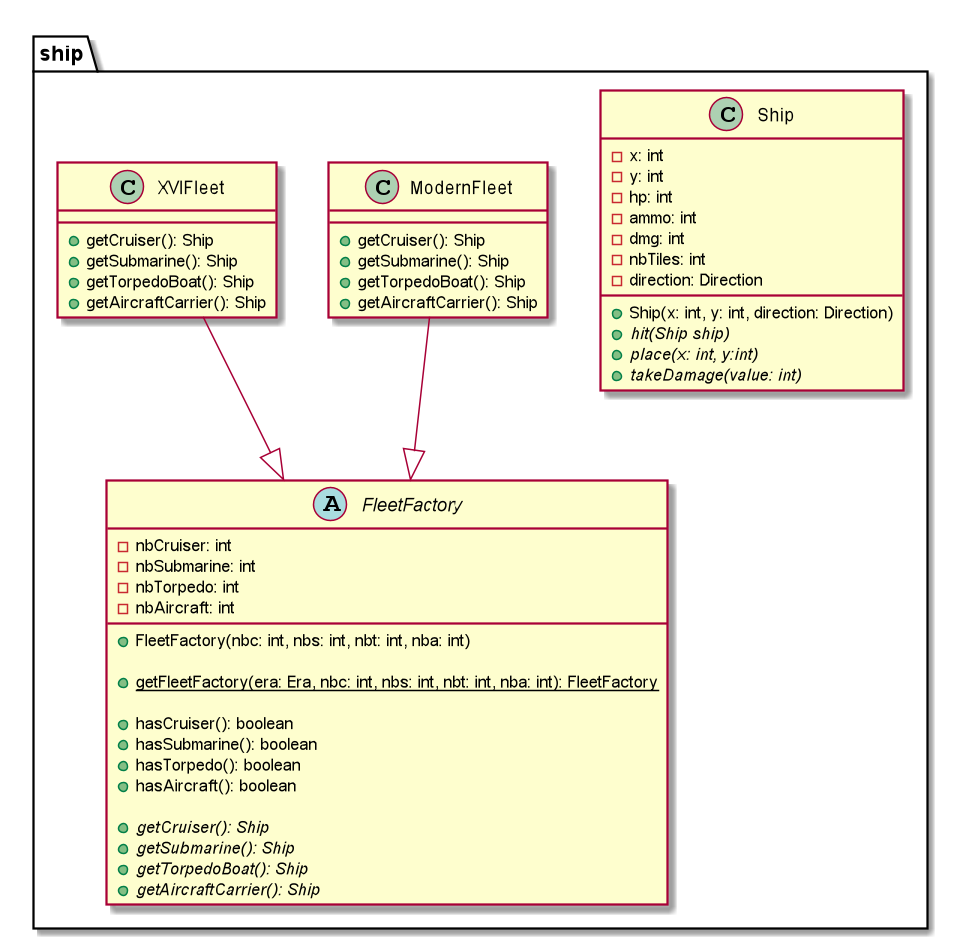 ship
C XVIFleet
getCruiser(): Ship
getSubmarine(): Ship
getTorpedoBoat(): Ship
getAircraftCarrier(): Ship
C ModernFleet
getCruiser(): Ship
getSubmarine(): Ship
getTorpedoBoat(): Ship
getAircraftCarrier(): Ship
C Ship
x: int
y: int
hp: int
ammo: int
dmg: int
nbTiles: int
direction: Direction
Ship(x: int, y: int, direction: Direction)
hit(Ship ship)
place(x: int, y:int)
takeDamage(value: int)
A FleetFactory
nbCruiser: int
nbSubmarine: int
nbTorpedo: int
nbAircraft: int
FleetFactory(nbc: int, nbs: int, nbt: int, nba: int)
getFleetFactory(era: Era, nbc: int, nbs: int, nbt: int, nba: int): FleetFactory
hasCruiser(): boolean
hasSubmarine(): boolean
hasTorpedo(): boolean
hasAircraft(): boolean
getCruiser(): Ship
getSubmarine(): Ship
getTorpedoBoat(): Ship
getAircraftCarrier(): Ship